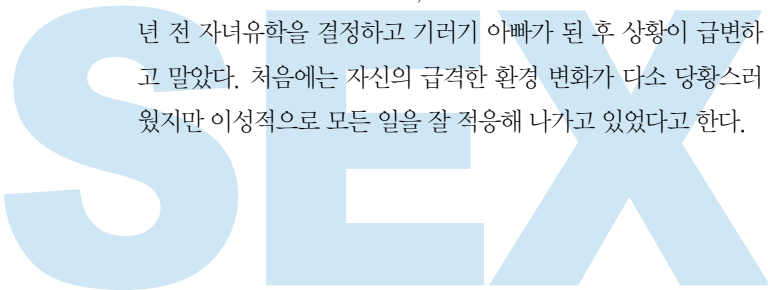 년 전 자녀유학을 결정하고 기러기 아빠가 된 후 상황이 급변하
고 말았다. 처음에는 자신의 급격한 환경 변화가 다소 당황스러
웠지만 이성적으로 모든 일을 잘 적응해 나가고 있었다고 한다.
SEX